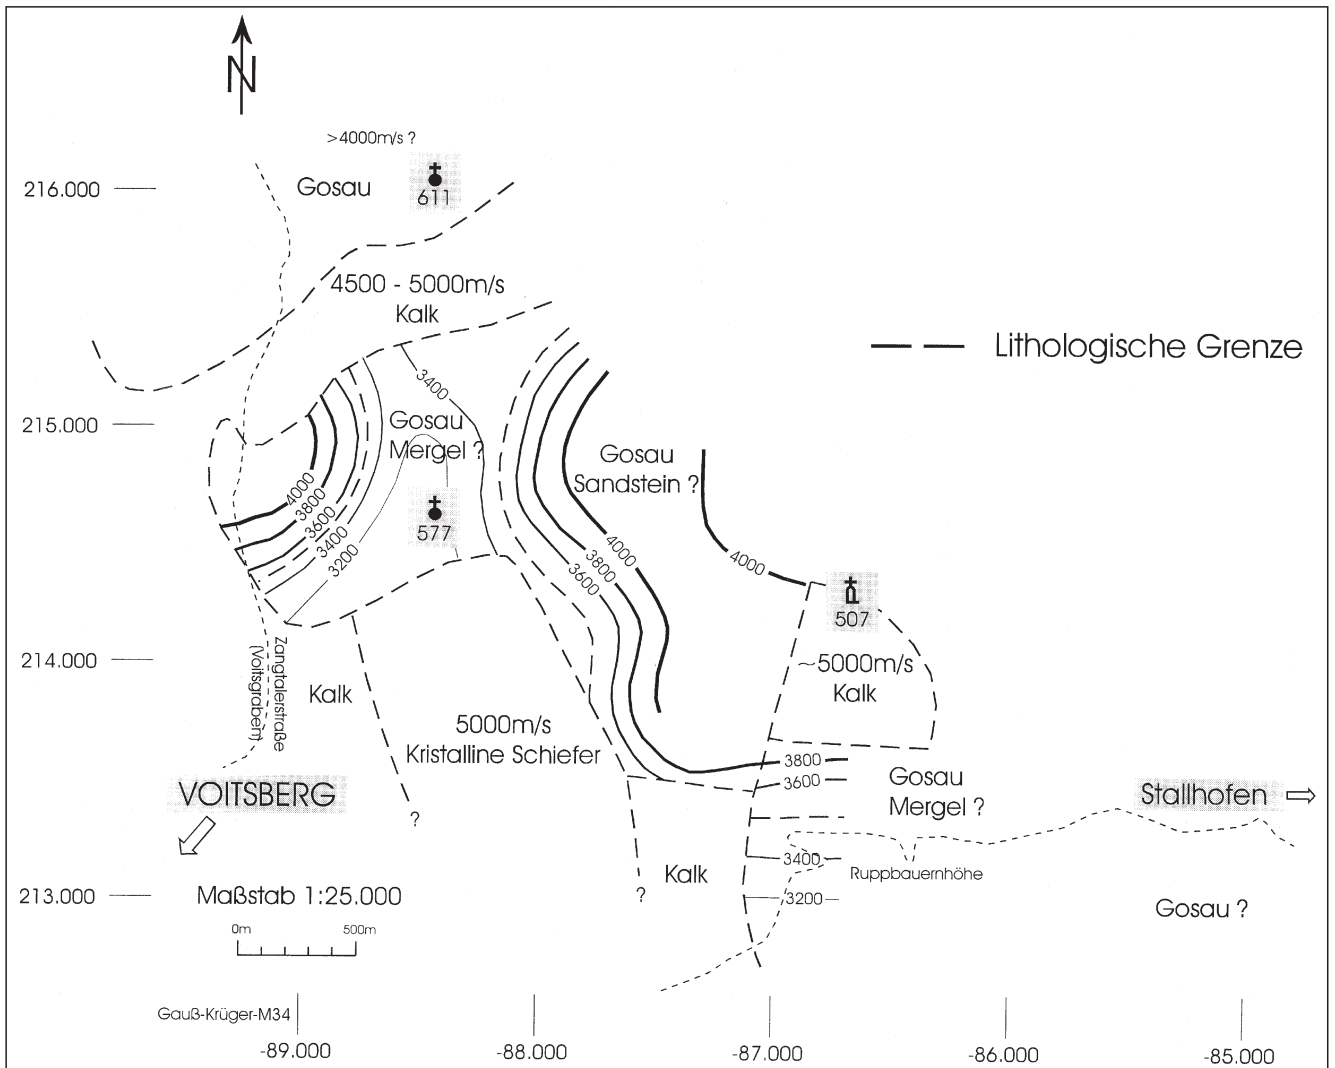 N
>4000m/s ?
216.000
Gosau
611
4500 - 5000m/s
Kalk
Lithologische Grenze
3400
215.000
Gosau
Mergel ?
Gosau
Sandstein ?
4000
3800
3600
3400
3200
577
4000
3800
3600
4000
507
214.000
Zangtalerstraße
(Voitsgraben)
Kalk
~5000m/s
Kalk
5000m/s
Kristalline Schiefer
3800
3600
Gosau
Mergel ?
VOITSBERG
Stallhofen
?
3400
Ruppbauernhöhe
Kalk
?
3200
213.000
Maßstab 1:25.000
Gosau ?
0m 500m
Gauß-Krüger-M34
-89.000
-88.000
-87.000
-86.000
-85.000